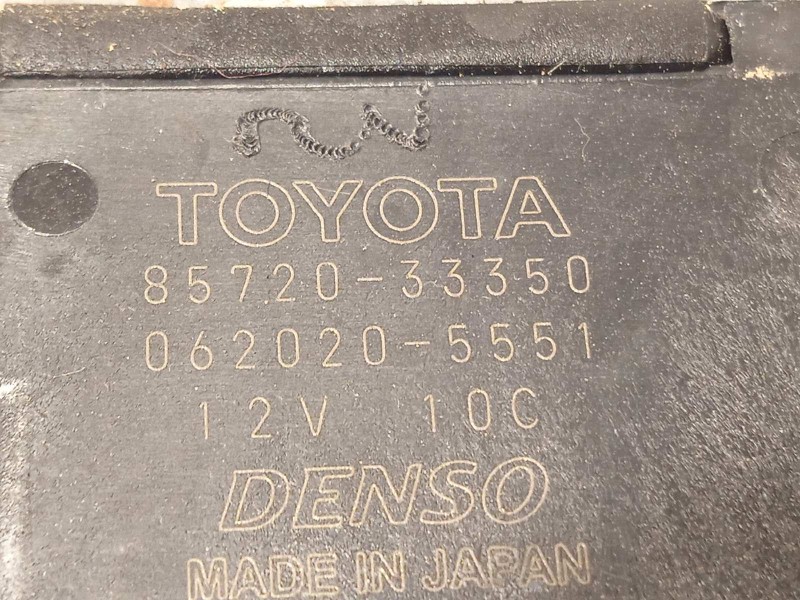 TOYOTA
85720-33350
062020-5551
12V 10C
DENSO
MADE IN JAPAN